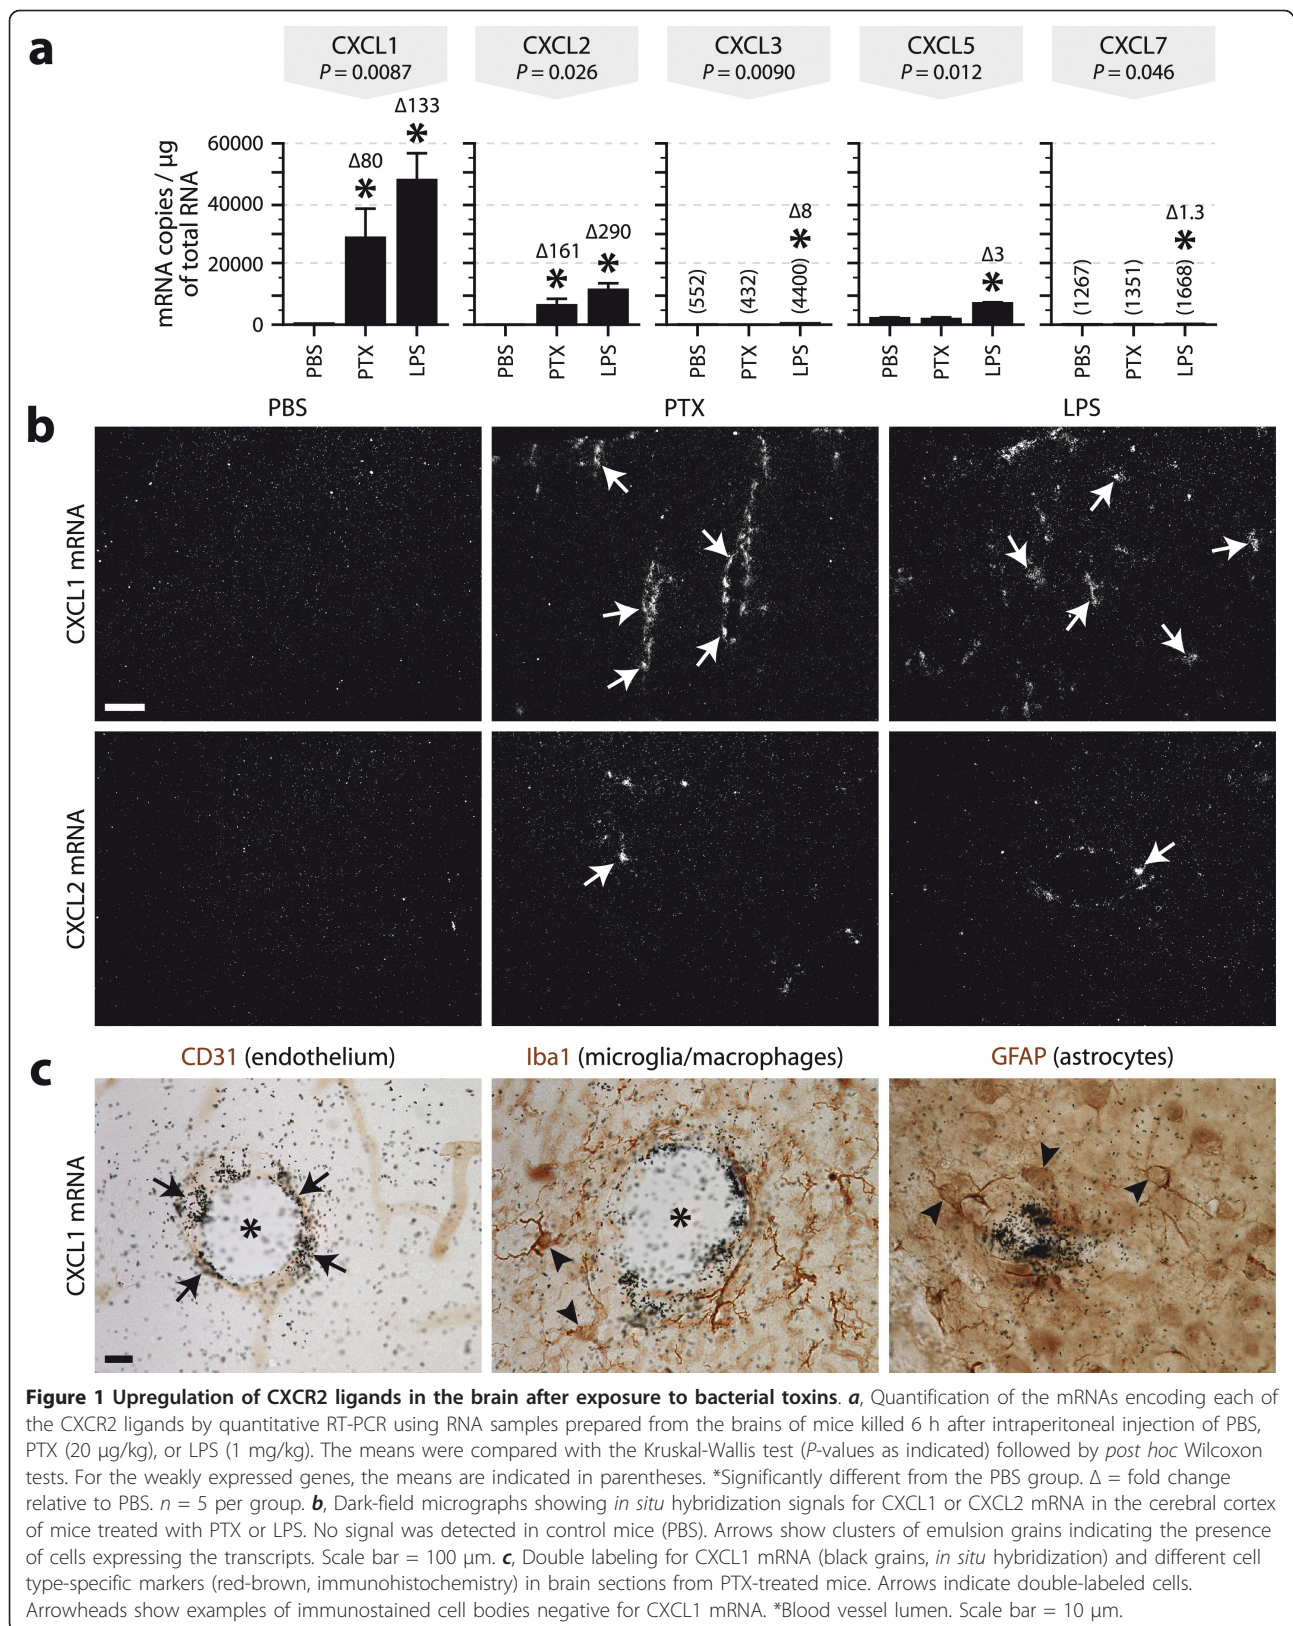 a
CXCL1
P = 0.0087
CXCL2
P = 0.026
CXCL3
P = 0.0090
CXCL5
P = 0.012
CXCL7
P = 0.046
mRNA copies / µg
of total RNA
60000
40000
20000
0
Δ80
*
Δ133
*
PBS
PTX
LPS
Δ161
*
Δ290
*
PBS
PTX
LPS
(552)
(432)
(4400)
Δ8
*
PBS
PTX
LPS
Δ3
*
PBS
PTX
LPS
(1267)
(1351)
(1668)
Δ1.3
*
PBS
PTX
LPS
b
PBS
PTX
LPS
CXCL1 mRNA
CXCL2 mRNA
c
CD31 (endothelium)
Iba1 (microglia/macrophages)
GFAP (astrocytes)
CXCL1 mRNA
*
*
Figure 1 Upregulation of CXCR2 ligands in the brain after exposure to bacterial toxins. a, Quantification of the mRNAs encoding each of
the CXCR2 ligands by quantitative RT-PCR using RNA samples prepared from the brains of mice killed 6 h after intraperitoneal injection of PBS,
PTX (20 µg/kg), or LPS (1 mg/kg). The means were compared with the Kruskal-Wallis test (P-values as indicated) followed by post hoc Wilcoxon
tests. For the weakly expressed genes, the means are indicated in parentheses. *Significantly different from the PBS group. Δ = fold change
relative to PBS. n = 5 per group. b, Dark-field micrographs showing in situ hybridization signals for CXCL1 or CXCL2 mRNA in the cerebral cortex
of mice treated with PTX or LPS. No signal was detected in control mice (PBS). Arrows show clusters of emulsion grains indicating the presence
of cells expressing the transcripts. Scale bar = 100 µm. c, Double labeling for CXCL1 mRNA (black grains, in situ hybridization) and different cell
type-specific markers (red-brown, immunohistochemistry) in brain sections from PTX-treated mice. Arrows indicate double-labeled cells.
Arrowheads show examples of immunostained cell bodies negative for CXCL1 mRNA. *Blood vessel lumen. Scale bar = 10 µm.